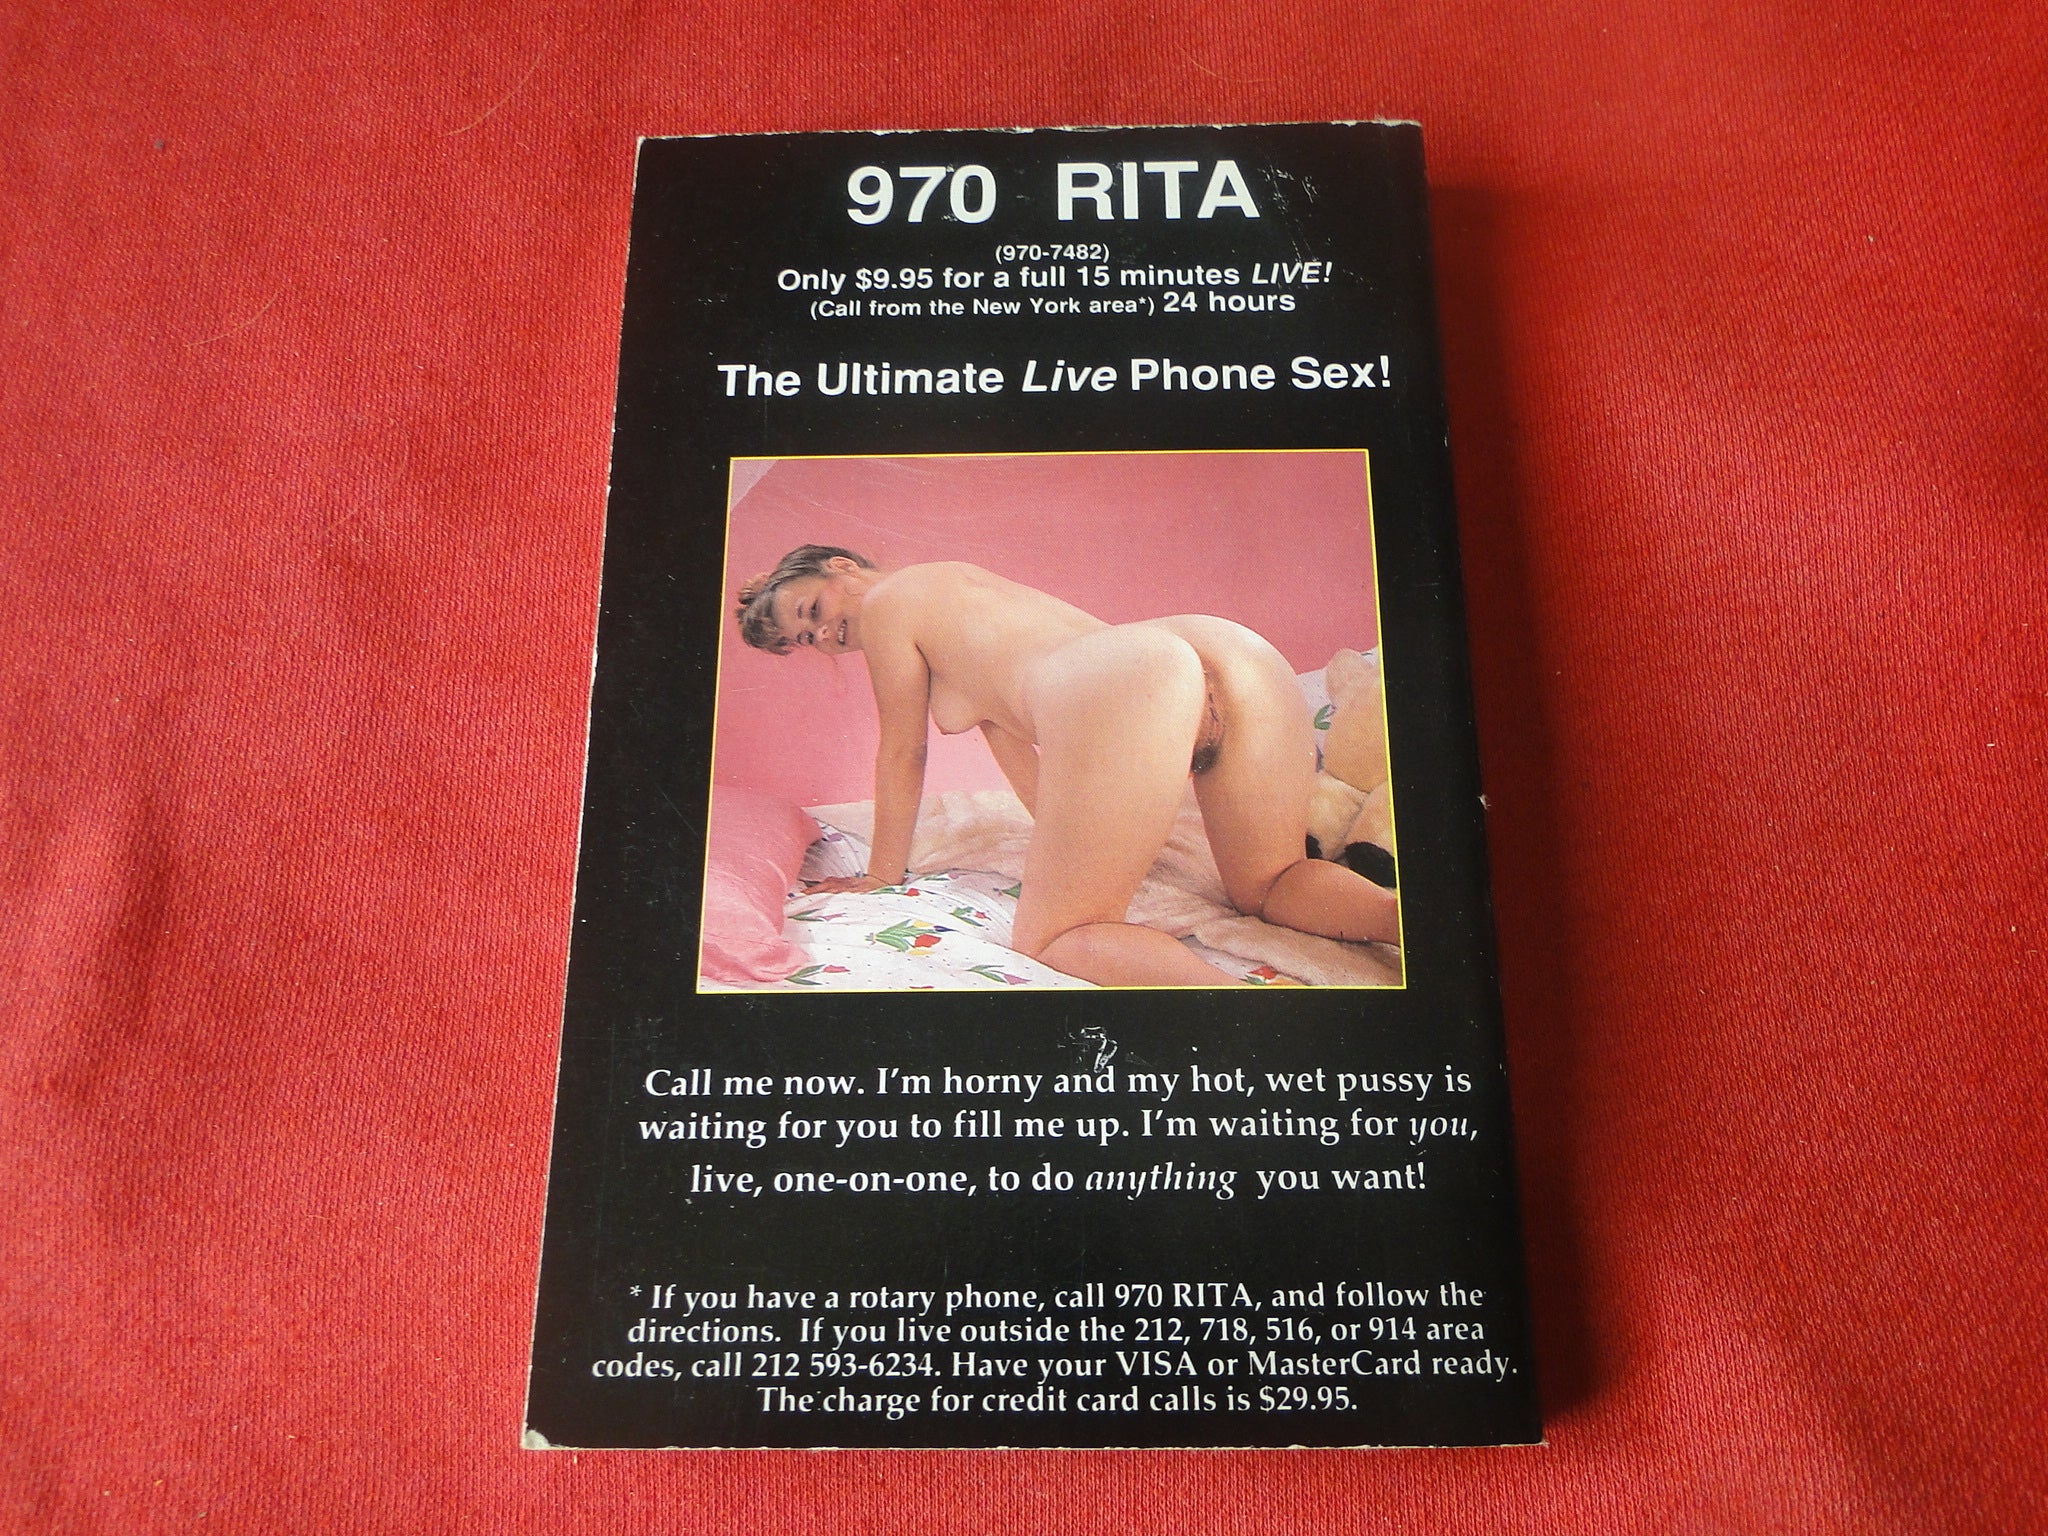 970 RITA
(970-7482)
Only $9.95 for a full 15 minutes LIVE!
(Call from the New York area*) 24 hours
The Ultimate Live Phone Sex!
Call me now. I'm horny and my hot, wet pussy is
waiting for you to fill me up. I'm waiting for you,
live, one-on-one, to do anything you want!
* If you have a rotary phone, call 970 RITA, and follow the
directions. If you live outside the 212, 718, 516, or 914 area
codes, call 212 593-6234. Have your VISA or MasterCard ready.
The charge for credit card calls is $29.95.